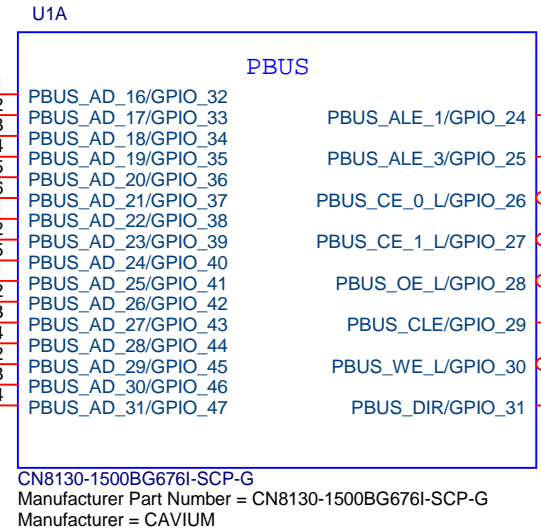 U1A
PBUS
PBUS_AD_16/GPIO_32
PBUS_AD_17/GPIO_33
PBUS_AD_18/GPIO_34
PBUS_AD_19/GPIO_35
PBUS_AD_20/GPIO_36
PBUS_AD_21/GPIO_37
PBUS_AD_22/GPIO_38
PBUS_AD_23/GPIO_39
PBUS_AD_24/GPIO_40
PBUS_AD_25/GPIO_41
PBUS_AD_26/GPIO_42
PBUS_AD_27/GPIO_43
PBUS_AD_28/GPIO_44
PBUS_AD_29/GPIO_45
PBUS_AD_30/GPIO_46
PBUS_AD_31/GPIO_47
PBUS_ALE_1/GPIO_24
PBUS_ALE_3/GPIO_25
PBUS_CE_0_L/GPIO_26
PBUS_CE_1_L/GPIO_27
PBUS_OE_L/GPIO_28
PBUS_CLE/GPIO_29
PBUS_WE_L/GPIO_30
PBUS_DIR/GPIO_31
CN8130-1500BG676I-SCP-G
Manufacturer Part Number = CN8130-1500BG676I-SCP-G
Manufacturer = CAVIUM